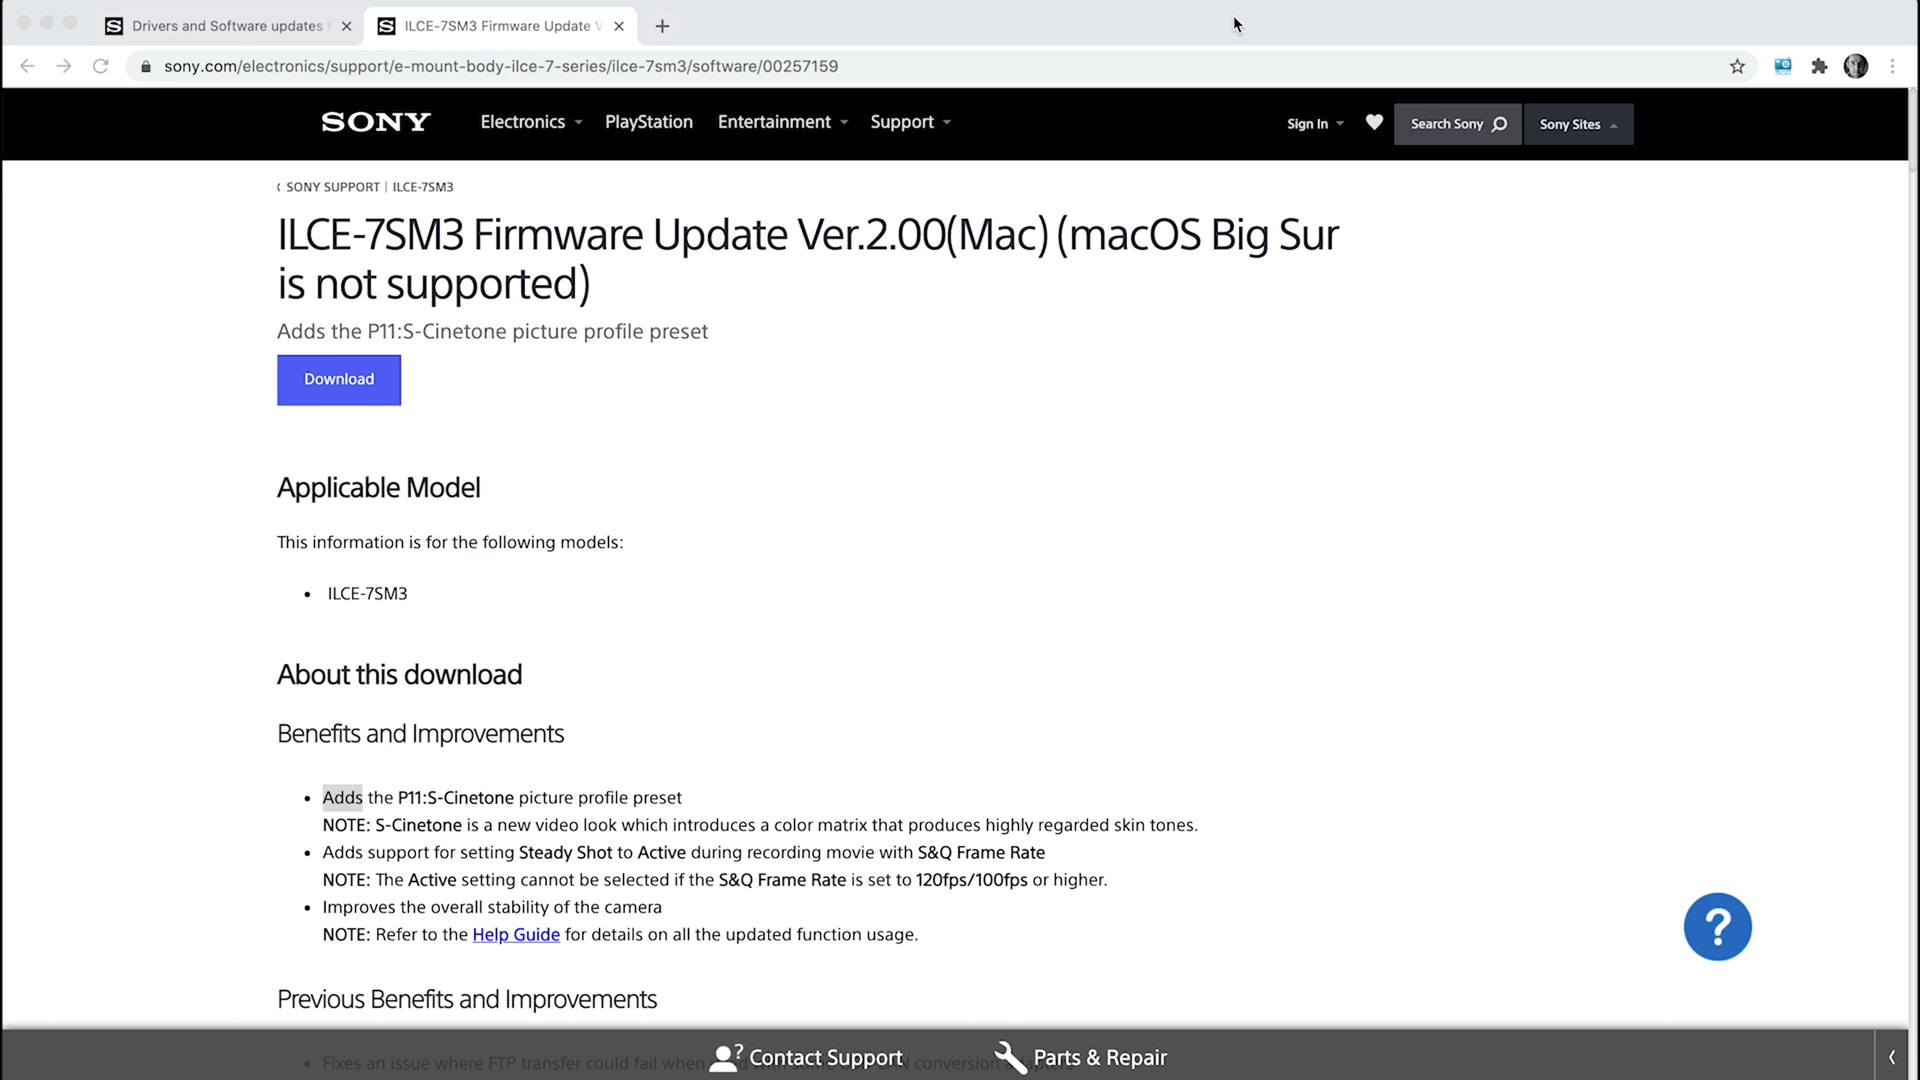 Drivers and Software updates
ILCE-7SM3 Firmware Update
sony.com/electronics/support/e-mount-body-ilce-7-series/ilce-7sm3/software/00257159
SONY Electronics PlayStation Entertainment Support Sign In Search Sony Sony Sites
SONY SUPPORT | ILCE-7SM3
ILCE-7SM3 Firmware Update Ver.2.00(Mac) (macOS Big Sur
is not supported)
Adds the P11:S-Cinetone picture profile preset
Download
Applicable Model
This information is for the following models:
• ILCE-7SM3
About this download
Benefits and Improvements
• Adds the P11:S-Cinetone picture profile preset
NOTE: S-Cinetone is a new video look which introduces a color matrix that produces highly regarded skin tones.
• Adds support for setting Steady Shot to Active during recording movie with S&Q Frame Rate
NOTE: The Active setting cannot be selected if the S&Q Frame Rate is set to 120fps/100fps or higher.
• Improves the overall stability of the camera
NOTE: Refer to the Help Guide for details on all the updated function usage.
?
Previous Benefits and Improvements
• Fixes an issue where FTP transfer could fail when conversion
Contact Support Parts & Repair